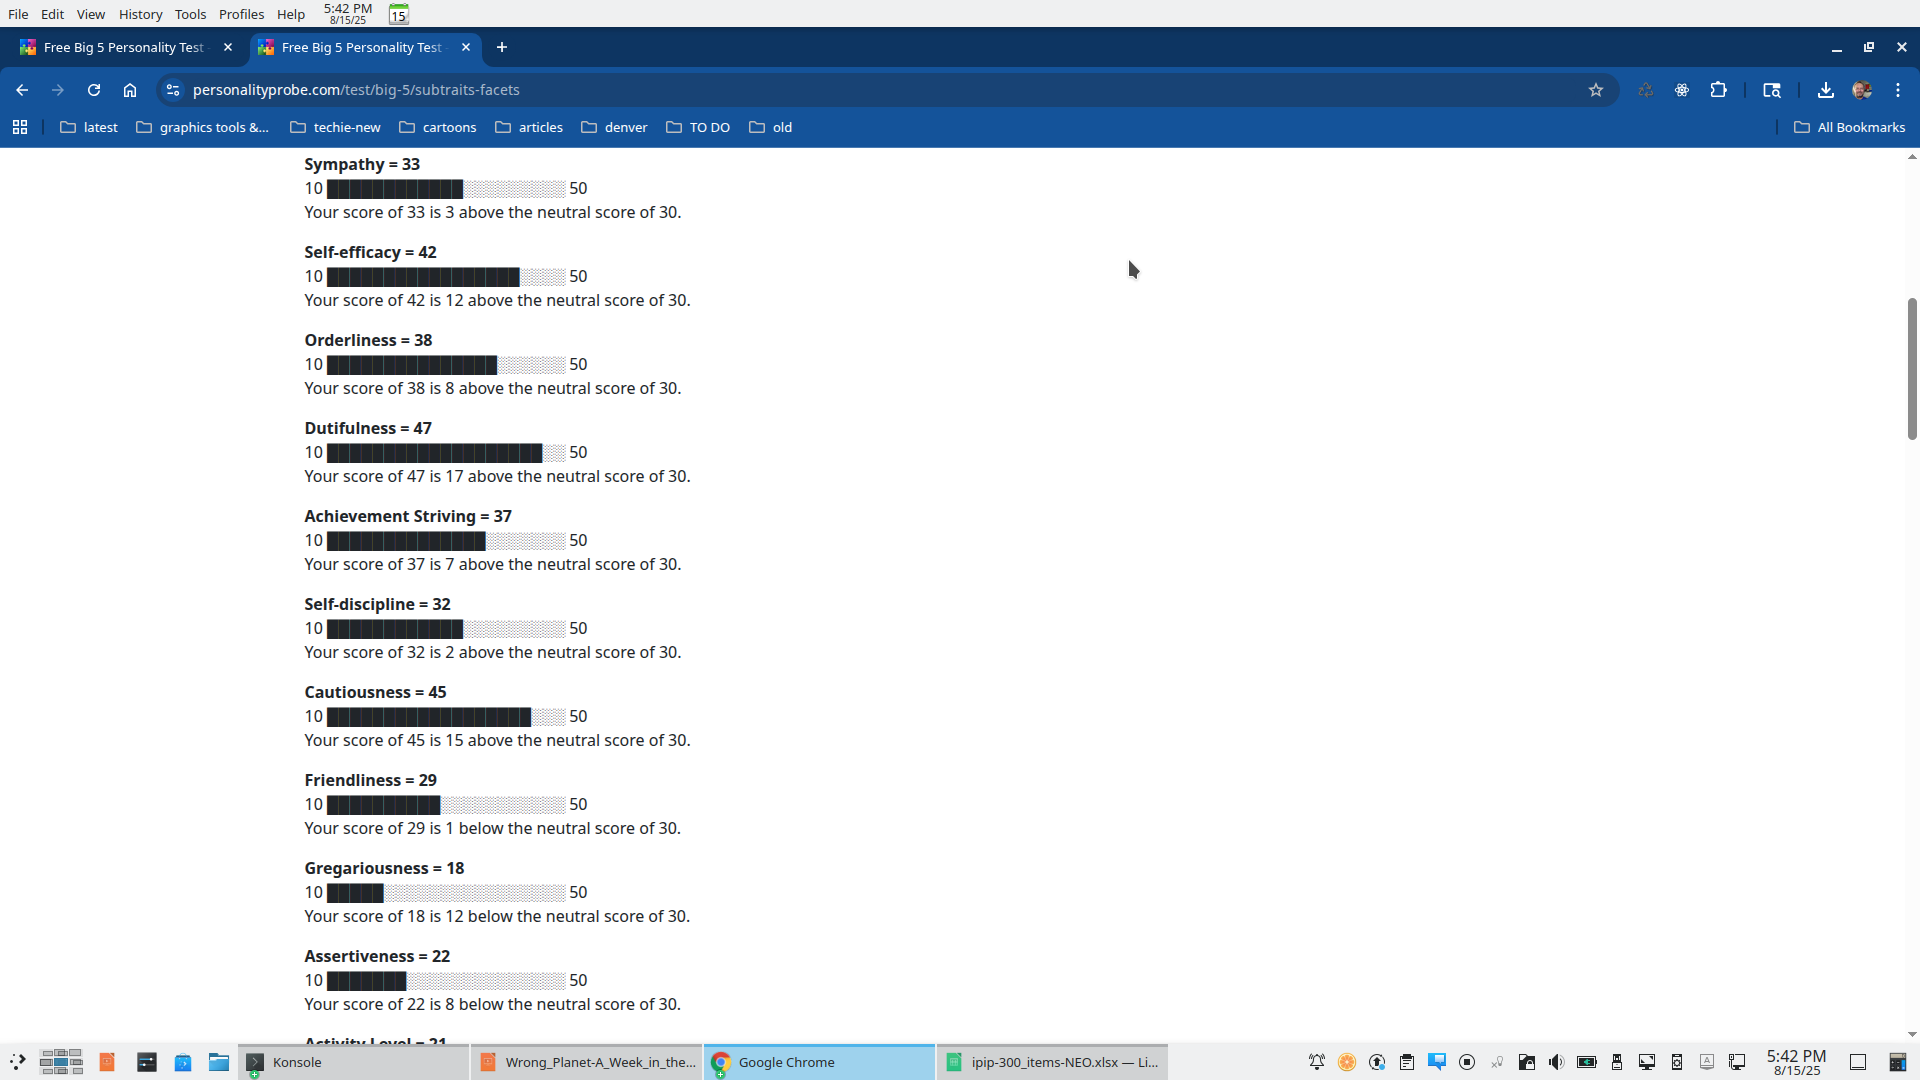 File Edit View History Tools Profiles Help 5:42 PM
8/15/25 15
Free Big 5 Personality Test Free Big 5 Personality Test
personalityprobe.com/test/big-5/subtraits-facets
latest graphics tools &... techie-new cartoons articles denver TO DO old All Bookmarks
Sympathy = 33
10 ████████████░░░░░░░░░ 50
Your score of 33 is 3 above the neutral score of 30.
Self-efficacy = 42
10 █████████████████░░░░ 50
Your score of 42 is 12 above the neutral score of 30.
Orderliness = 38
10 ███████████████░░░░░░ 50
Your score of 38 is 8 above the neutral score of 30.
Dutifulness = 47
10 ███████████████████░░ 50
Your score of 47 is 17 above the neutral score of 30.
Achievement Striving = 37
10 ██████████████░░░░░░░ 50
Your score of 37 is 7 above the neutral score of 30.
Self-discipline = 32
10 ████████████░░░░░░░░░ 50
Your score of 32 is 2 above the neutral score of 30.
Cautiousness = 45
10 ██████████████████░░░ 50
Your score of 45 is 15 above the neutral score of 30.
Friendliness = 29
10 ██████████░░░░░░░░░░░ 50
Your score of 29 is 1 below the neutral score of 30.
Gregariousness = 18
10 █████░░░░░░░░░░░░░░░░ 50
Your score of 18 is 12 below the neutral score of 30.
Assertiveness = 22
10 ███████░░░░░░░░░░░░░░ 50
Your score of 22 is 8 below the neutral score of 30.
Activity Level = 21
Konsole Wrong_Planet-A_Week_in_the... Google Chrome ipip-300_items-NEO.xlsx — Li... A 5:42 PM
8/15/25